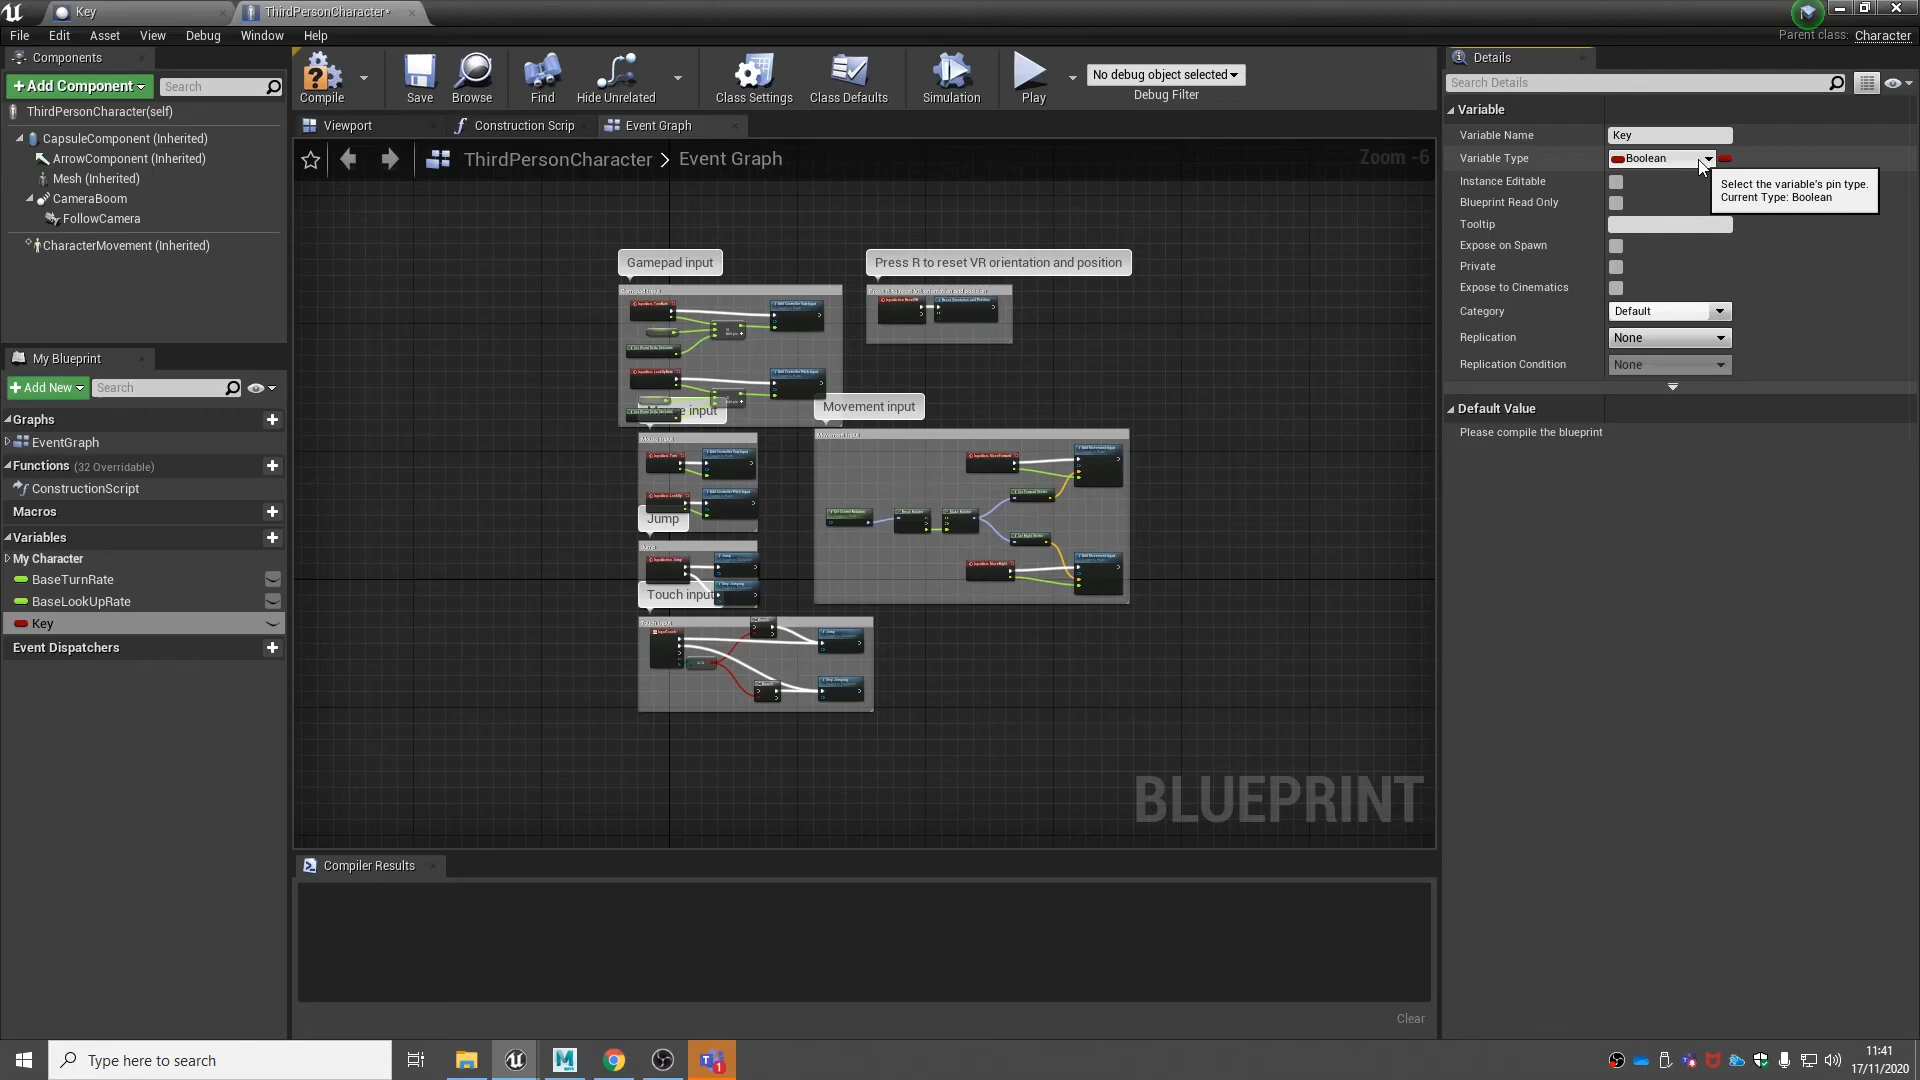 Key
ThirdPersonCharacter*
File Edit Asset View Debug Window Help
Parent class: Character
Components
+Add Component
Search
ThirdPersonCharacter(self)
CapsuleComponent (Inherited)
ArrowComponent (Inherited)
Mesh (Inherited)
CameraBoom
FollowCamera
CharacterMovement (Inherited)
My Blueprint
+Add New
Search
Graphs
EventGraph
Functions (32 Overridable)
ConstructionScript
Macros
Variables
My Character
BaseTurnRate
BaseLookUpRate
Key
Event Dispatchers
Compile
Save
Browse
Find
Hide Unrelated
Class Settings
Class Defaults
Simulation
Play
No debug object selected
Debug Filter
Viewport
Construction Scrip
Event Graph
ThirdPersonCharacter > Event Graph
Zoom -6
Gamepad input
Press R to reset VR orientation and position
Movement input
e input
Jump
Touch input
BLUEPRINT
Compiler Results
Clear
Details
Search Details
Variable
Variable Name Key
Variable Type Boolean
Select the variable's pin type.
Current Type: Boolean
Instance Editable
Blueprint Read Only
Tooltip
Expose on Spawn
Private
Expose to Cinematics
Category Default
Replication None
Replication Condition None
Default Value
Please compile the blueprint
Type here to search
11:41
17/11/2020